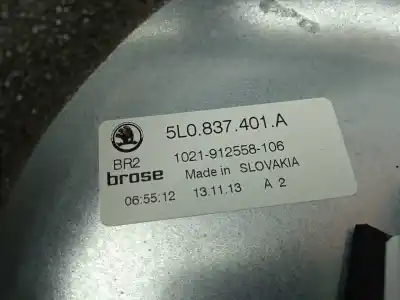 5L0.837.401.A
BR2
1021-912558-106
brose
Made in SLOVAKIA
06:55:12 13.11.13 A 2